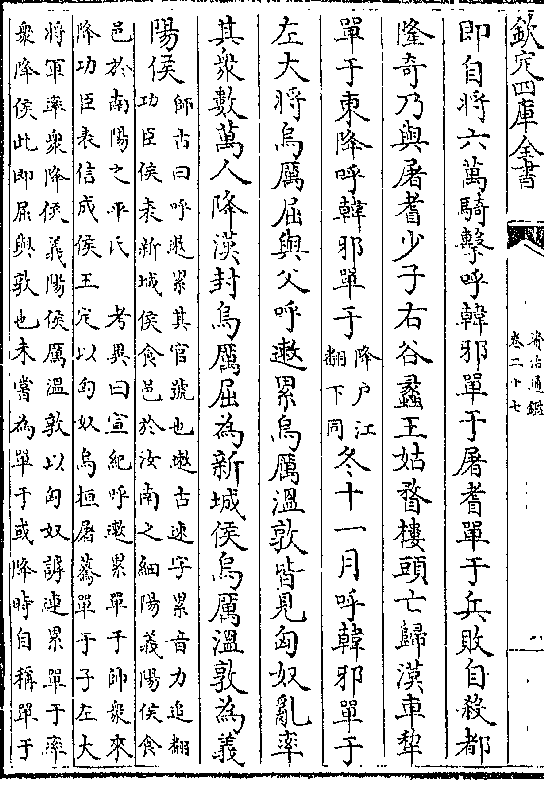 欽定四庫全書
資治通鑑
卷二十七
八
即自將六萬騎擊呼韓邪單于屠耆單于兵敗自殺都
隆奇乃與屠耆少子右谷蠡王姑瞀樓頭亡歸漢車犂
單于東降呼韓邪單于降户江翻下同冬十一月呼韓邪單于
左大將烏厲屈與父呼遬累烏厲溫敦皆見匈奴亂率
其衆數萬人降漢封烏厲屈為新城侯烏厲溫敦為義
陽侯
師古曰呼遬累其官號也遬古速字累音力追翻
功臣侯表新城侯食邑於汝南之細陽義陽侯食
邑於南陽之平氏 考異曰宣紀呼遬累單于帥衆來
降功臣表信成侯王定以匈奴烏桓屠驀單于子左大
將軍率衆降侯義陽侯厲溫敦以匈奴謼連累單于率
衆降侯此即屈與敦也未嘗為單于或降時自稱單于